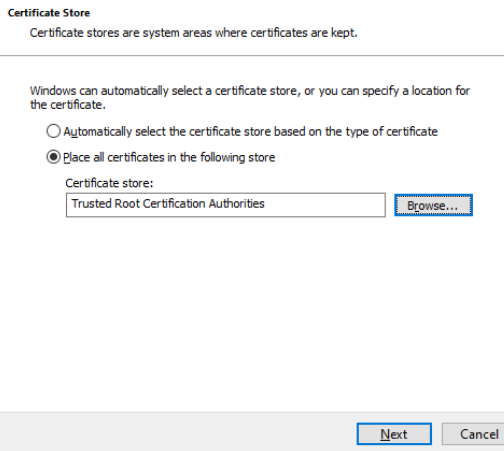 Certificate Store
Certificate stores are system areas where certificates are kept.
Windows can automatically select a certificate store, or you can specify a location for
the certificate.
Automatically select the certificate store based on the type of certificate
Place all certificates in the following store
Certificate store:
Trusted Root Certification Authorities
Browse...
Next
Cancel